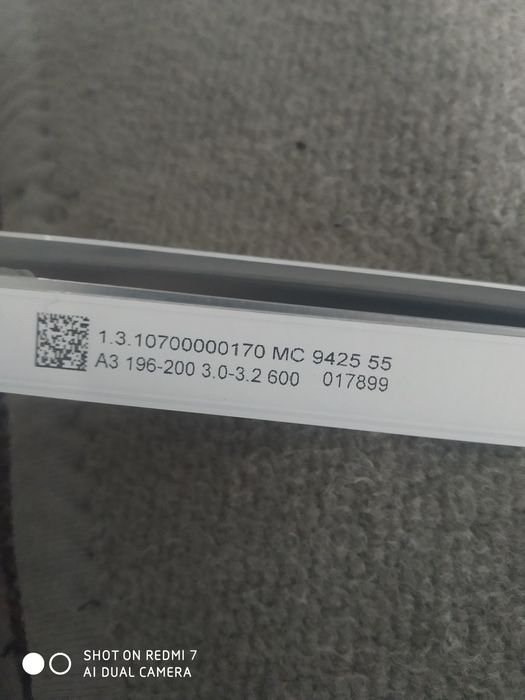 1.3.10700000170 MC 9425 55
A3 196-200 3.0-3.2 600 017899
SHOT ON REDMI 7
AI DUAL CAMERA